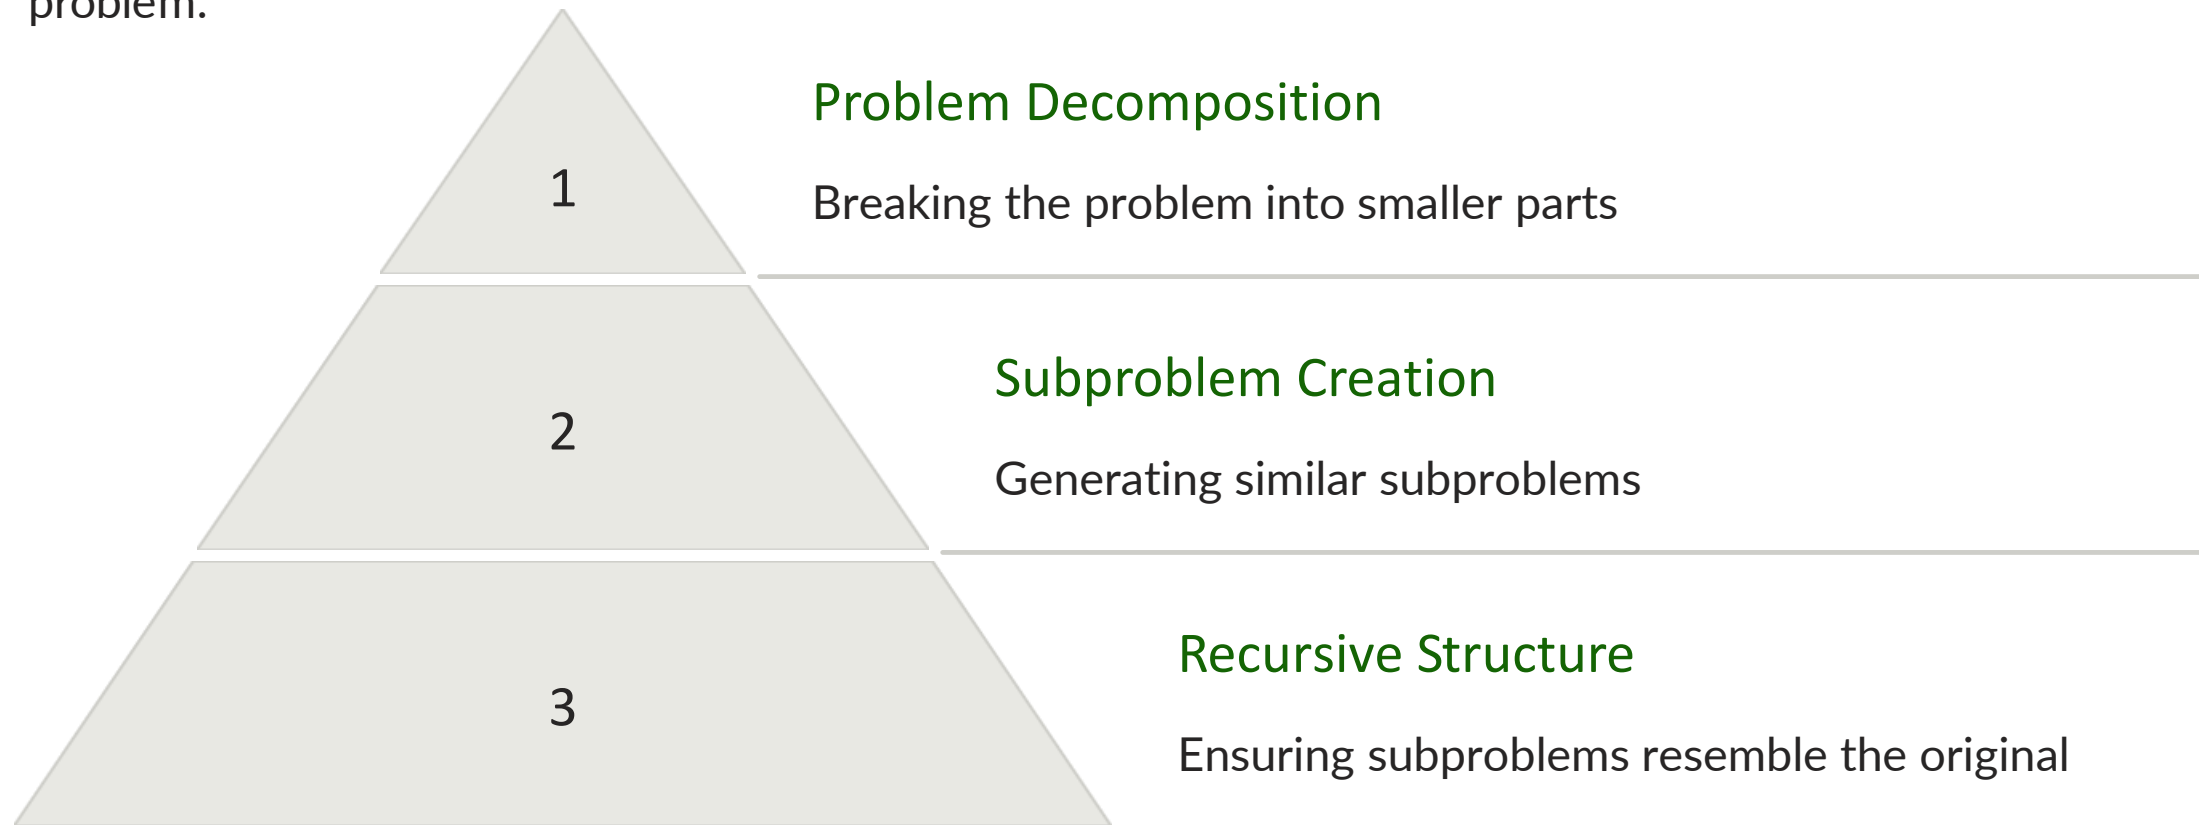 problem.
1
Problem Decomposition
Breaking the problem into smaller parts
2
Subproblem Creation
Generating similar subproblems
3
Recursive Structure
Ensuring subproblems resemble the original